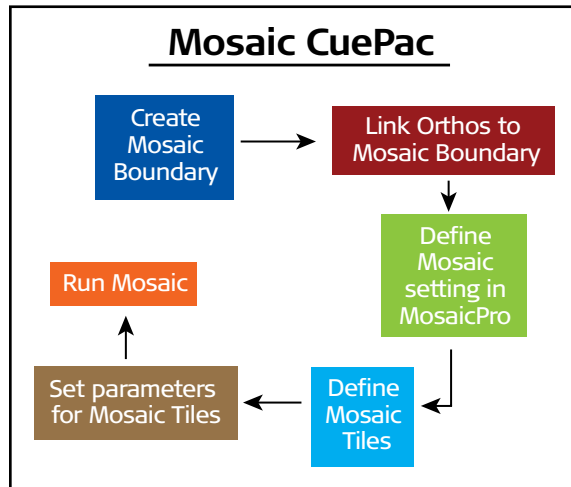 Mosaic CuePac
Create
Mosaic
Boundary
Link Orthos to
Mosaic Boundary
Define
Mosaic
setting in
MosaicPro
Define
Mosaic
Tiles
Set parameters
for Mosaic Tiles
Run Mosaic